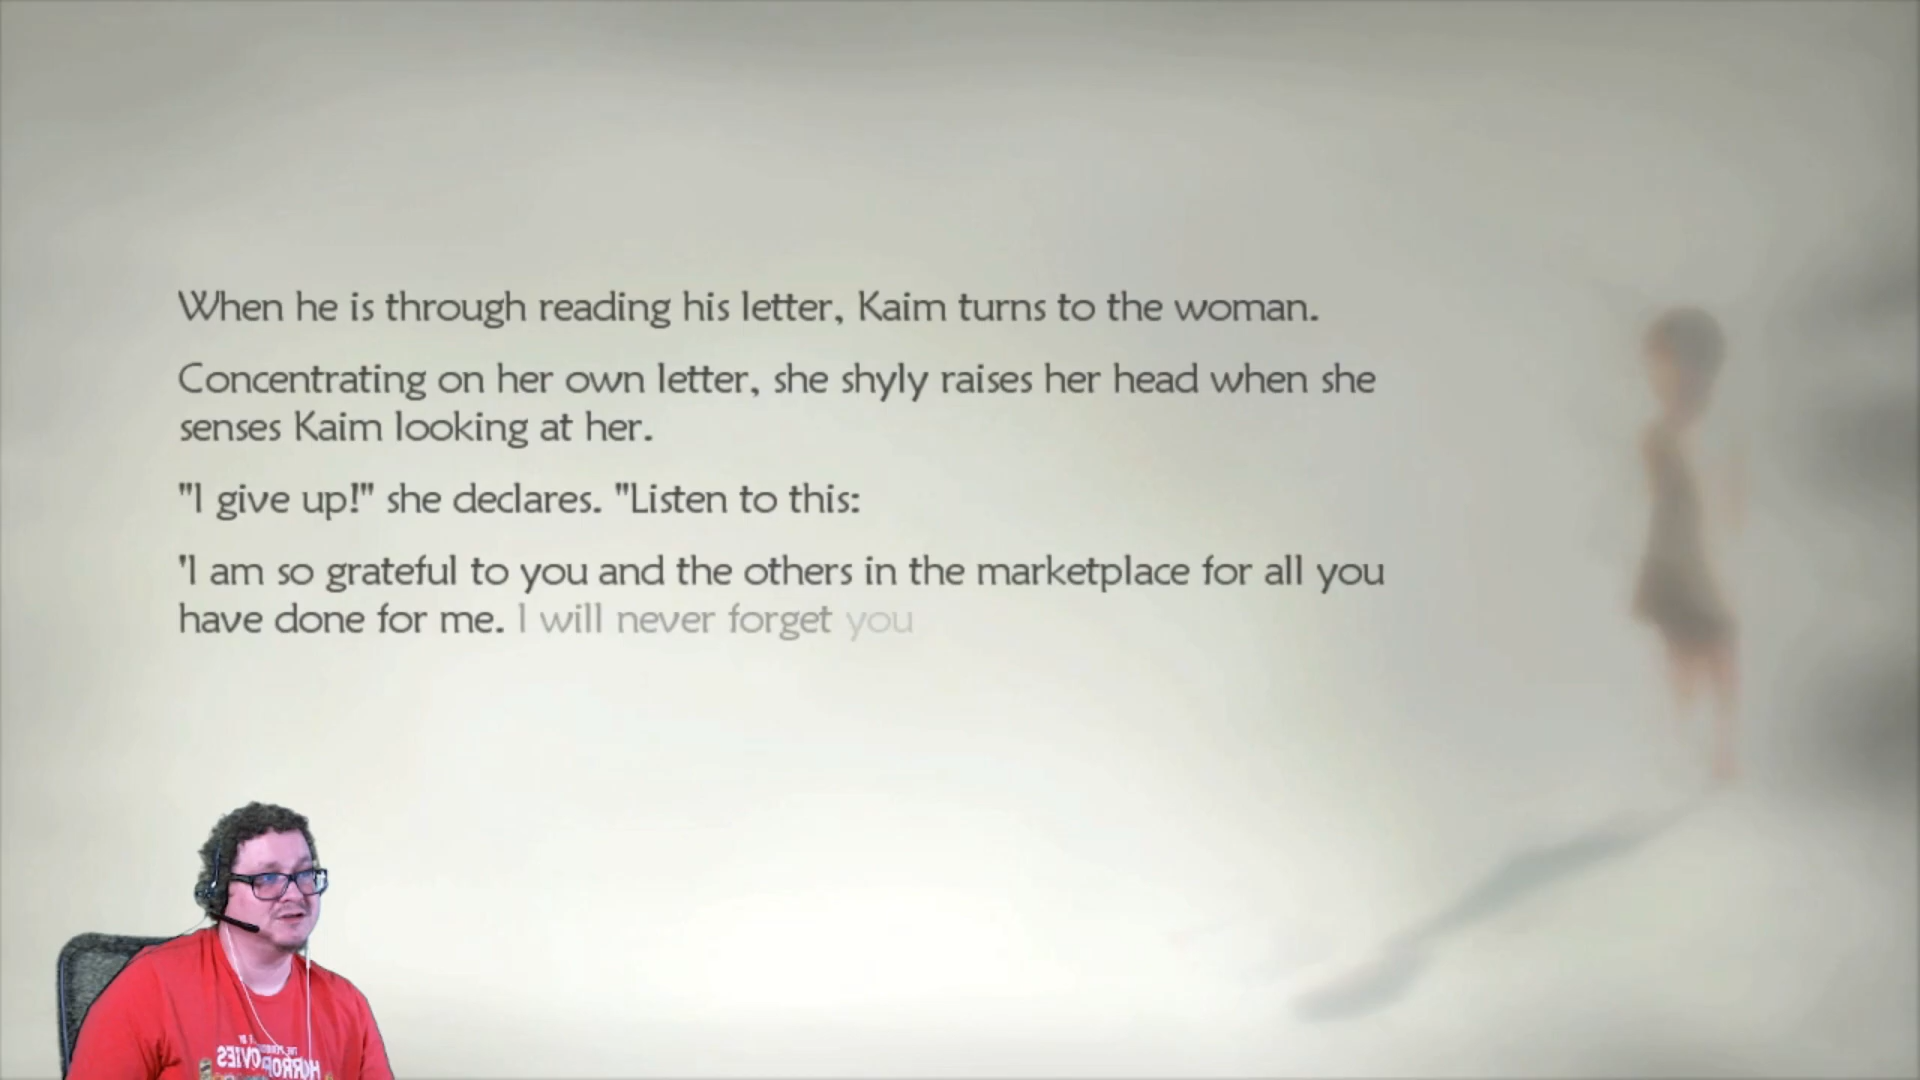 When he is through reading his letter, Kaim turns to the woman.
Concentrating on her own letter, she shyly raises her head when she
senses Kaim looking at her.
"I give up!" she declares. "Listen to this:
'I am so grateful to you and the others in the marketplace for all you
have done for me. I will never forget you
HORROR MOVIES